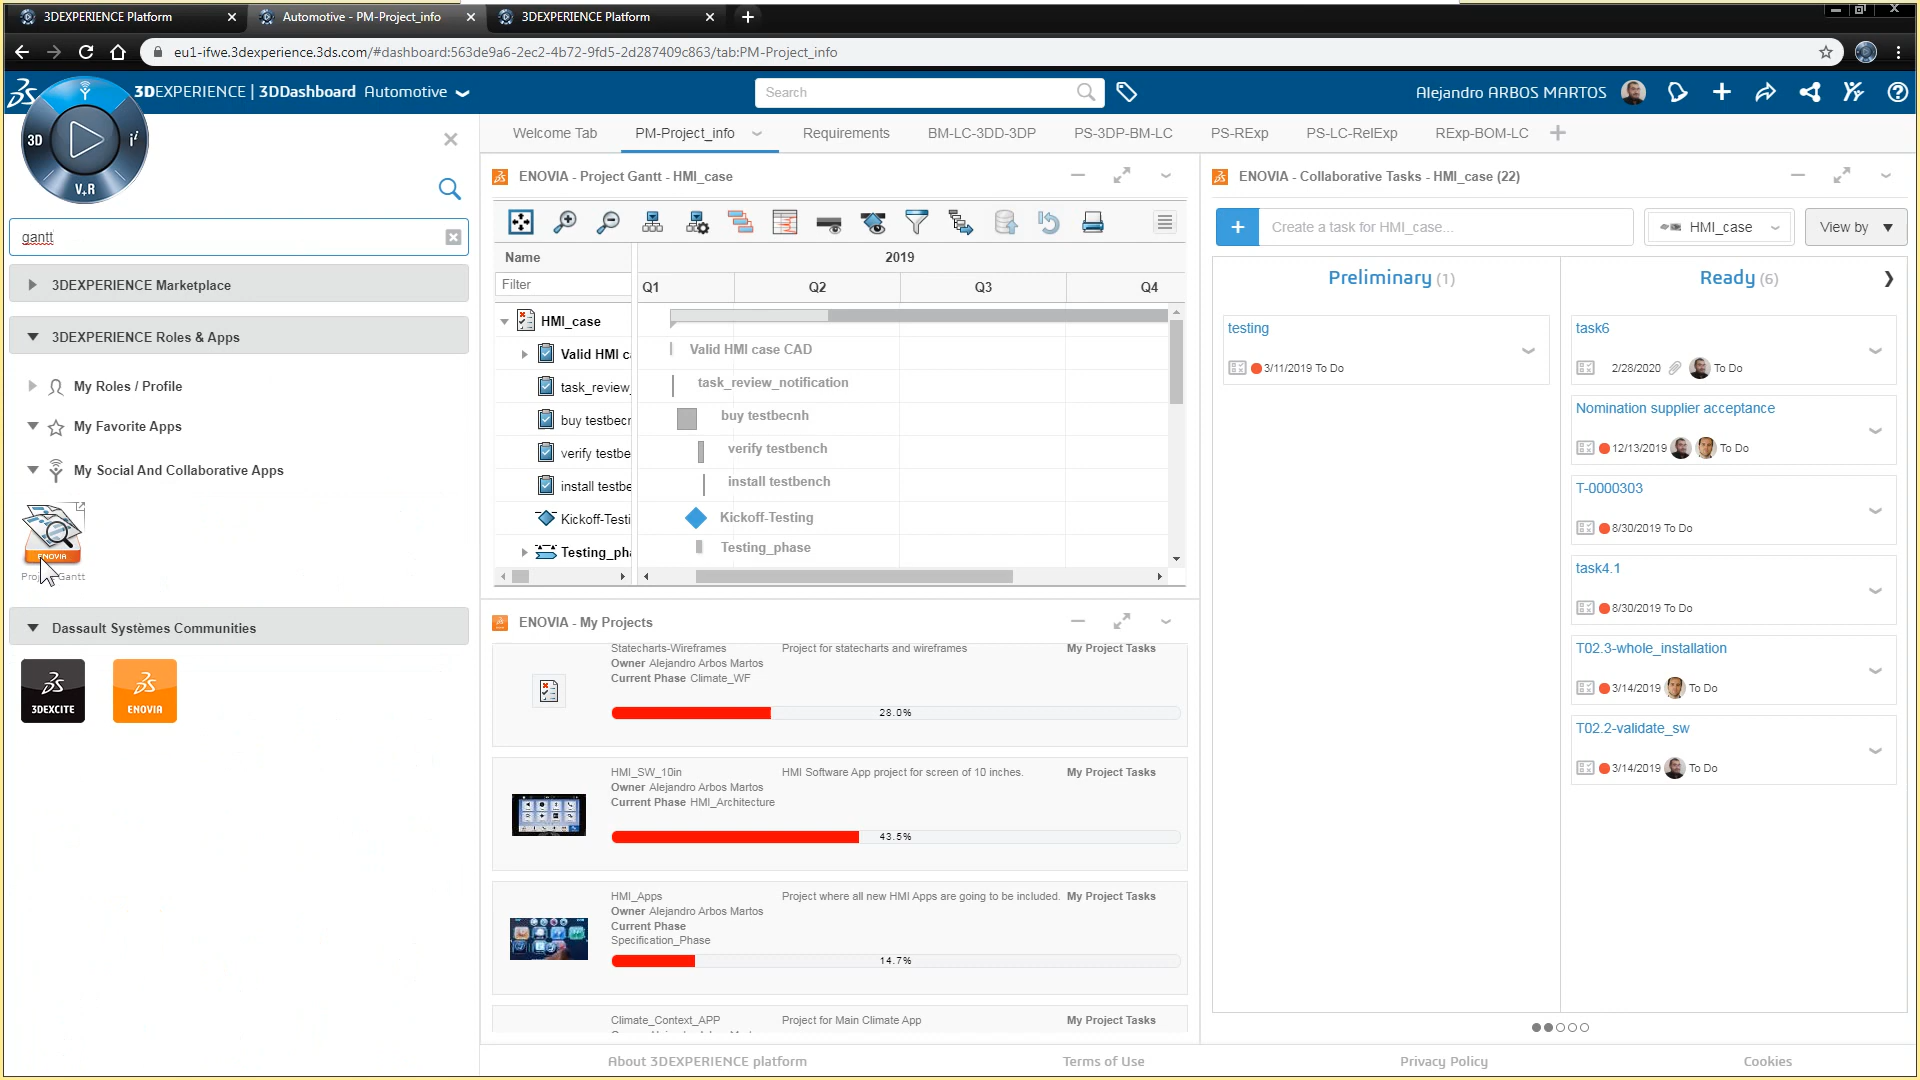 3DEXPERIENCE Platform
Automotive - PM-Project_info
3DEXPERIENCE Platform
eu1-ifwe.3dexperience.3ds.com/#dashboard:563de9a6-2ec2-4b72-9fd5-2d287409c863/tab:PM-Project_info
3DEXPERIENCE | 3DDashboard Automotive
Search
Alejandro ARBOS MARTOS
3D
V.R
gantt
3DEXPERIENCE Marketplace
3DEXPERIENCE Roles & Apps
My Roles / Profile
My Favorite Apps
My Social And Collaborative Apps
ENOVIA
Dassault Systèmes Communities
3DEXCITE
ENOVIA
Welcome Tab
PM-Project_info
Requirements
BM-LC-3DD-3DP
PS-3DP-BM-LC
PS-RExp
PS-LC-RelExp
RExp-BOM-LC
ENOVIA - Project Gantt - HMI_case
Name
2019
Filter
Q1
Q2
Q3
Q4
HMI_case
Valid HMI c
Valid HMI case CAD
task_review_
task_review_notification
buy testbecn
buy testbecnh
verify testbe
verify testbench
install testbe
install testbench
Kickoff-Testi
Kickoff-Testing
Testing_ph
Testing_phase
ENOVIA - My Projects
Statecharts-Wireframes
Project for statecharts and wireframes
My Project Tasks
Owner Alejandro Arbos Martos
Current Phase Climate_WF
28.0%
HMI_SW_10in
HMI Software App project for screen of 10 inches.
My Project Tasks
Owner Alejandro Arbos Martos
Current Phase HMI_Architecture
43.5%
HMI_Apps
Project where all new HMI Apps are going to be included.
My Project Tasks
Owner Alejandro Arbos Martos
Current Phase
Specification_Phase
14.7%
Climate_Context_APP
Project for Main Climate App
My Project Tasks
ENOVIA - Collaborative Tasks - HMI_case (22)
Create a task for HMI_case...
HMI_case
View by
Preliminary (1)
testing
3/11/2019 To Do
Ready (6)
task6
2/28/2020 To Do
Nomination supplier acceptance
12/13/2019 To Do
T-0000303
8/30/2019 To Do
task4.1
8/30/2019 To Do
T02.3-whole_installation
3/14/2019 To Do
T02.2-validate_sw
3/14/2019 To Do
About 3DEXPERIENCE platform
Terms of Use
Privacy Policy
Cookies